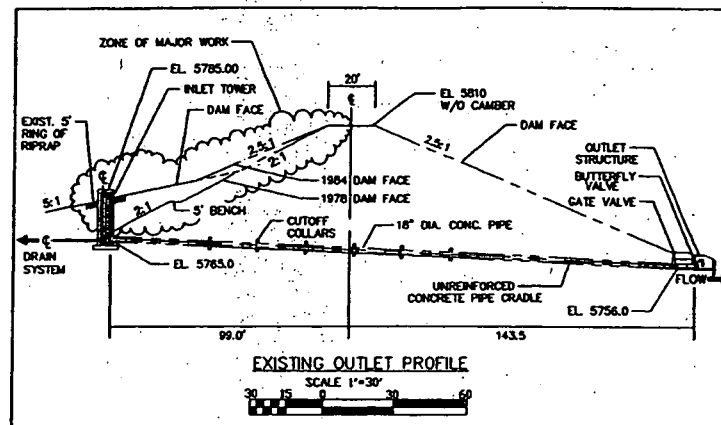 ZONE OF MAJOR WORK
20'
EL. 5785.00
℄
INLET TOWER
EL 5810
W/O CAMBER
DAM FACE
EXIST. 5'
RING OF
RIPRAP
℄
2.5:1
2:1
2.5:1
DAM FACE
OUTLET
STRUCTURE
BUTTERFLY
VALVE
GATE VALVE
1984 DAM FACE
1978 DAM FACE
5:1
2:1
5' BENCH
CUTOFF
COLLARS
18" DIA. CONC. PIPE
℄
DRAIN
SYSTEM
EL. 5765.0
UNREINFORCED
CONCRETE PIPE CRADLE
FLOW
EL. 5756.0
99.0'
143.5
EXISTING OUTLET PROFILE
SCALE 1"=30'
30 15 0 30 60